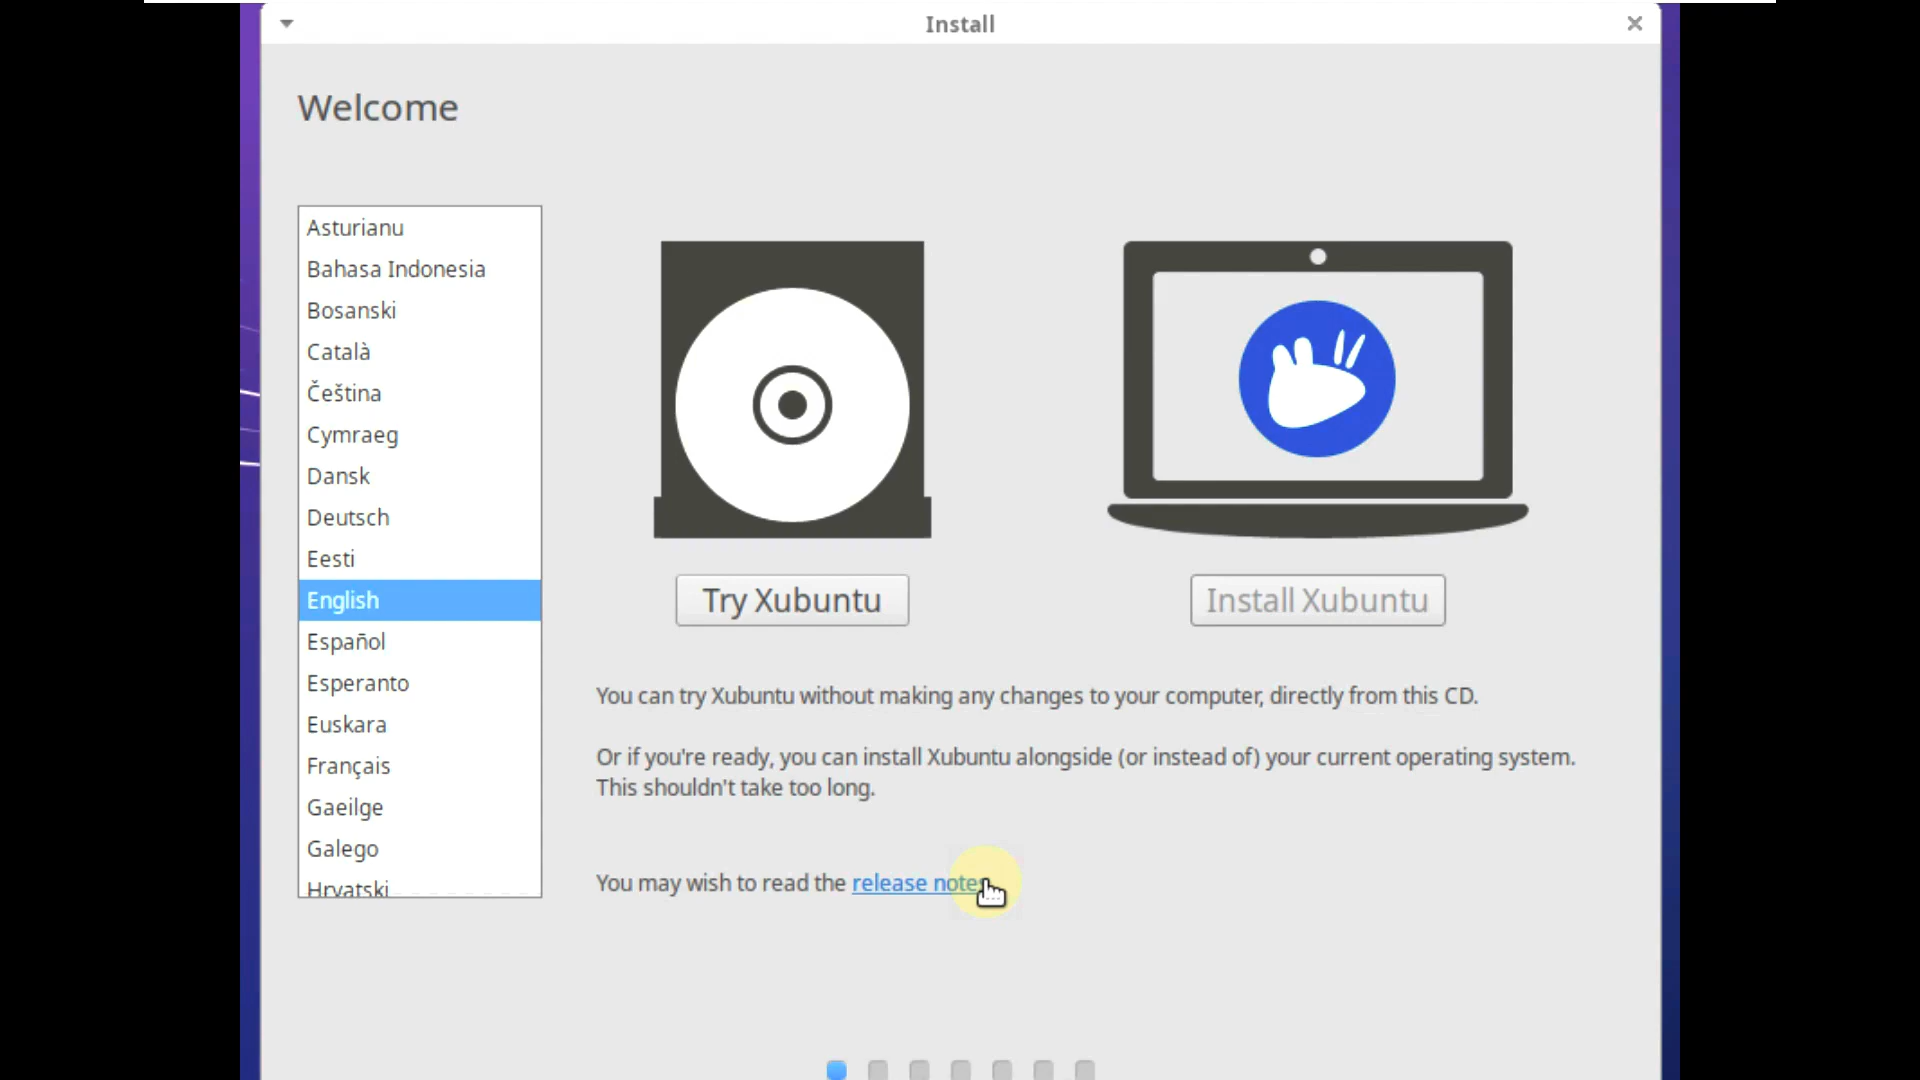 Install
Welcome
Asturianu
Bahasa Indonesia
Bosanski
Català
Čeština
Cymraeg
Dansk
Deutsch
Eesti
English
Español
Esperanto
Euskara
Français
Gaeilge
Galego
Hrvatski
Try Xubuntu
Install Xubuntu
You can try Xubuntu without making any changes to your computer, directly from this CD.
Or if you're ready, you can install Xubuntu alongside (or instead of) your current operating system.
This shouldn't take too long.
You may wish to read the release notes